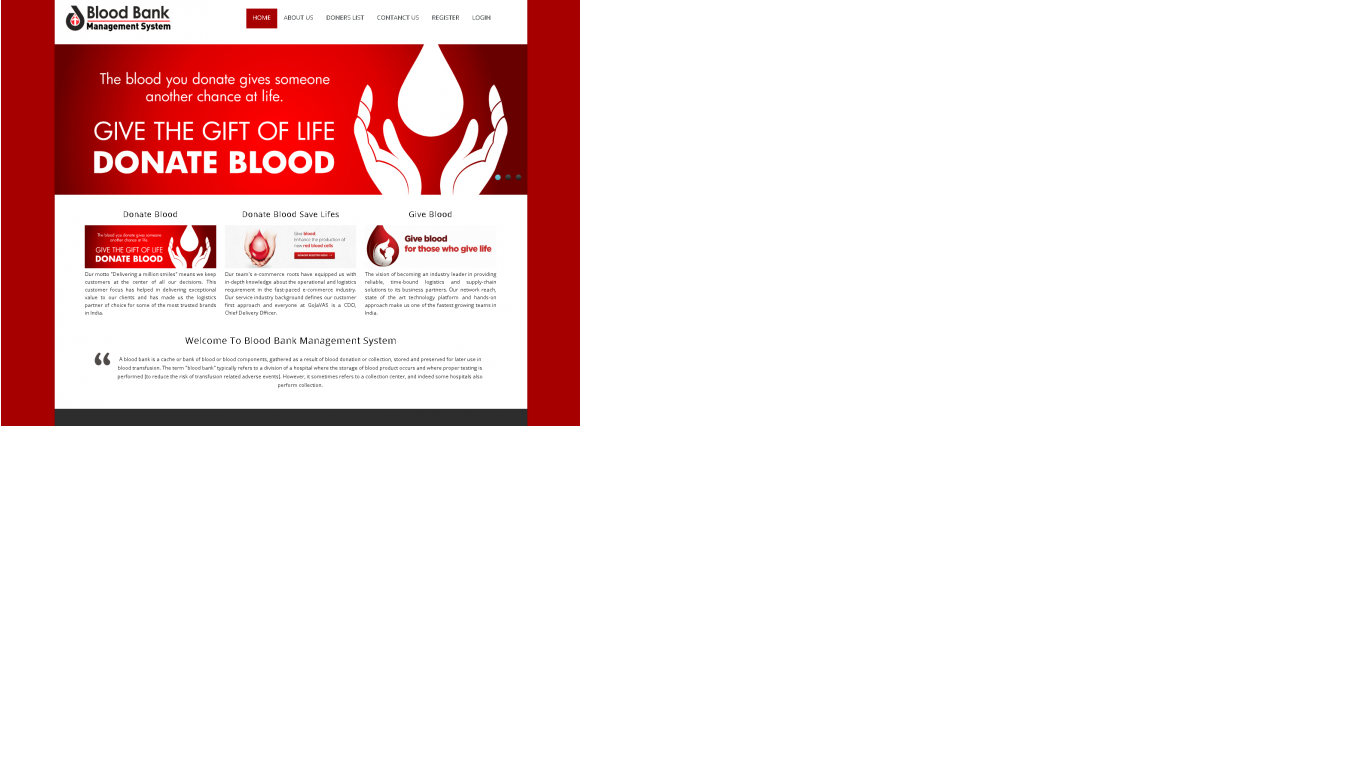 Blood Bank
Management System
HOME ABOUT US DONERS LIST CONTANCT US REGISTER LOGIN
The blood you donate gives someone
another chance at life.
GIVE THE GIFT OF LIFE
DONATE BLOOD
Donate Blood
The blood you donate gives someone
another chance at life.
GIVE THE GIFT OF LIFE
DONATE BLOOD
Our motto "Delivering a million smiles" means we keep
customers at the center of all our decisions. This
customer focus has helped in delivering exceptional
value to our clients and has made us the logistics
partner of choice for some of the most trusted brands
in India.
Donate Blood Save Lifes
Give blood,
enhance the production of
new red blood cells
Our team's e-commerce roots have equipped us with
in-depth knowledge about the operational and logistics
requirement in the fast-paced e-commerce industry.
Our service industry background defines our customer
first approach and everyone at GoJaVAS is a CDO,
Chief Delivery Officer.
Give Blood
Give blood
for those who give life
The vision of becoming an industry leader in providing
reliable, time-bound logistics and supply-chain
solutions to its business partners. Our network reach,
state of the art technology platform and hands-on
approach make us one of the fastest growing teams in
India.
Welcome To Blood Bank Management System
A blood bank is a cache or bank of blood or blood components, gathered as a result of blood donation or collection, stored and preserved for later use in
blood transfusion. The term "blood bank" typically refers to a division of a hospital where the storage of blood product occurs and where proper testing is
performed (to reduce the risk of transfusion related adverse events). However, it sometimes refers to a collection center, and indeed some hospitals also
perform collection.